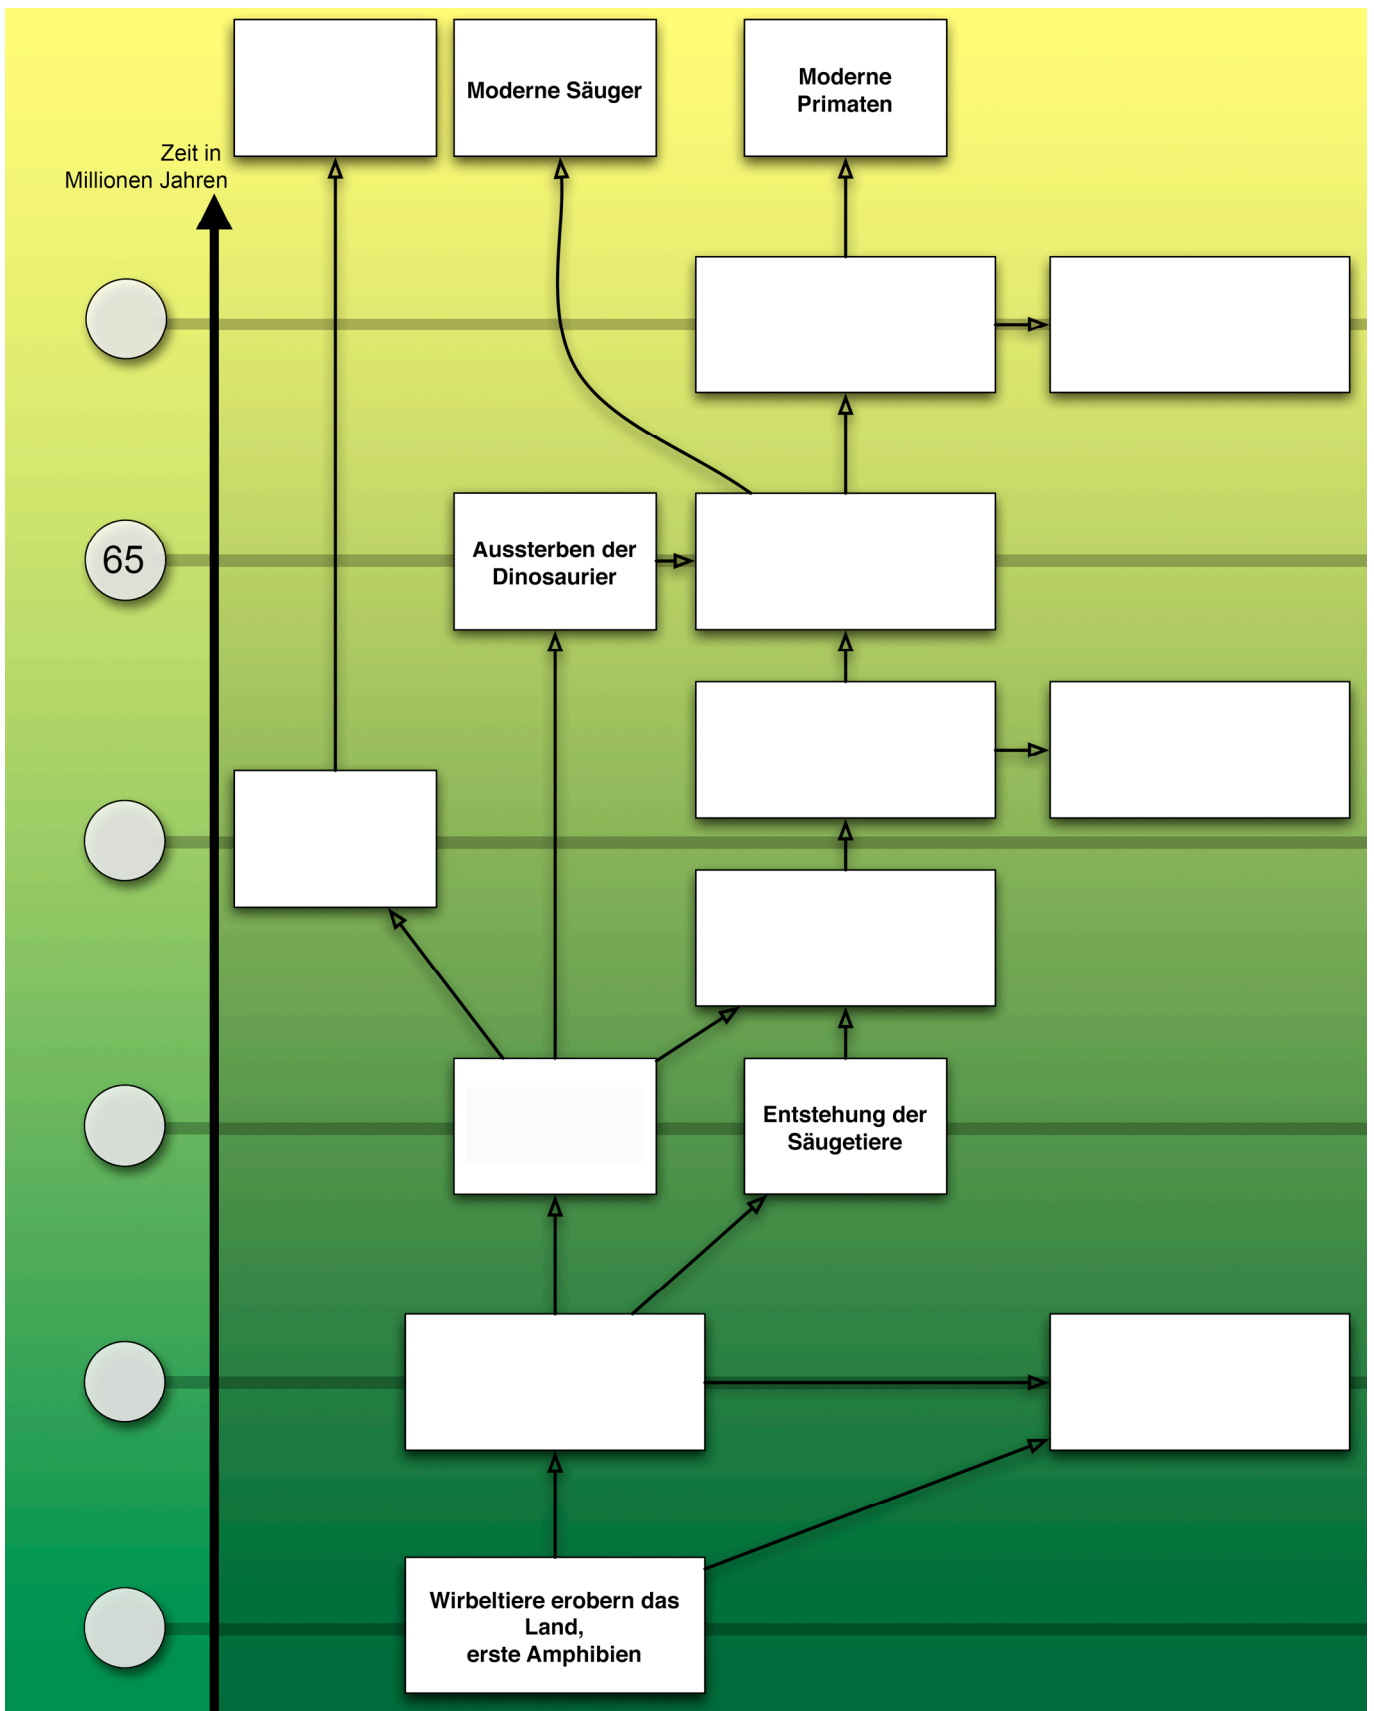 Moderne Säuger
Moderne
Primaten
Zeit in
Millionen Jahren
65
Aussterben der
Dinosaurier
Entstehung der
Säugetiere
Wirbeltiere erobern das
Land,
erste Amphibien